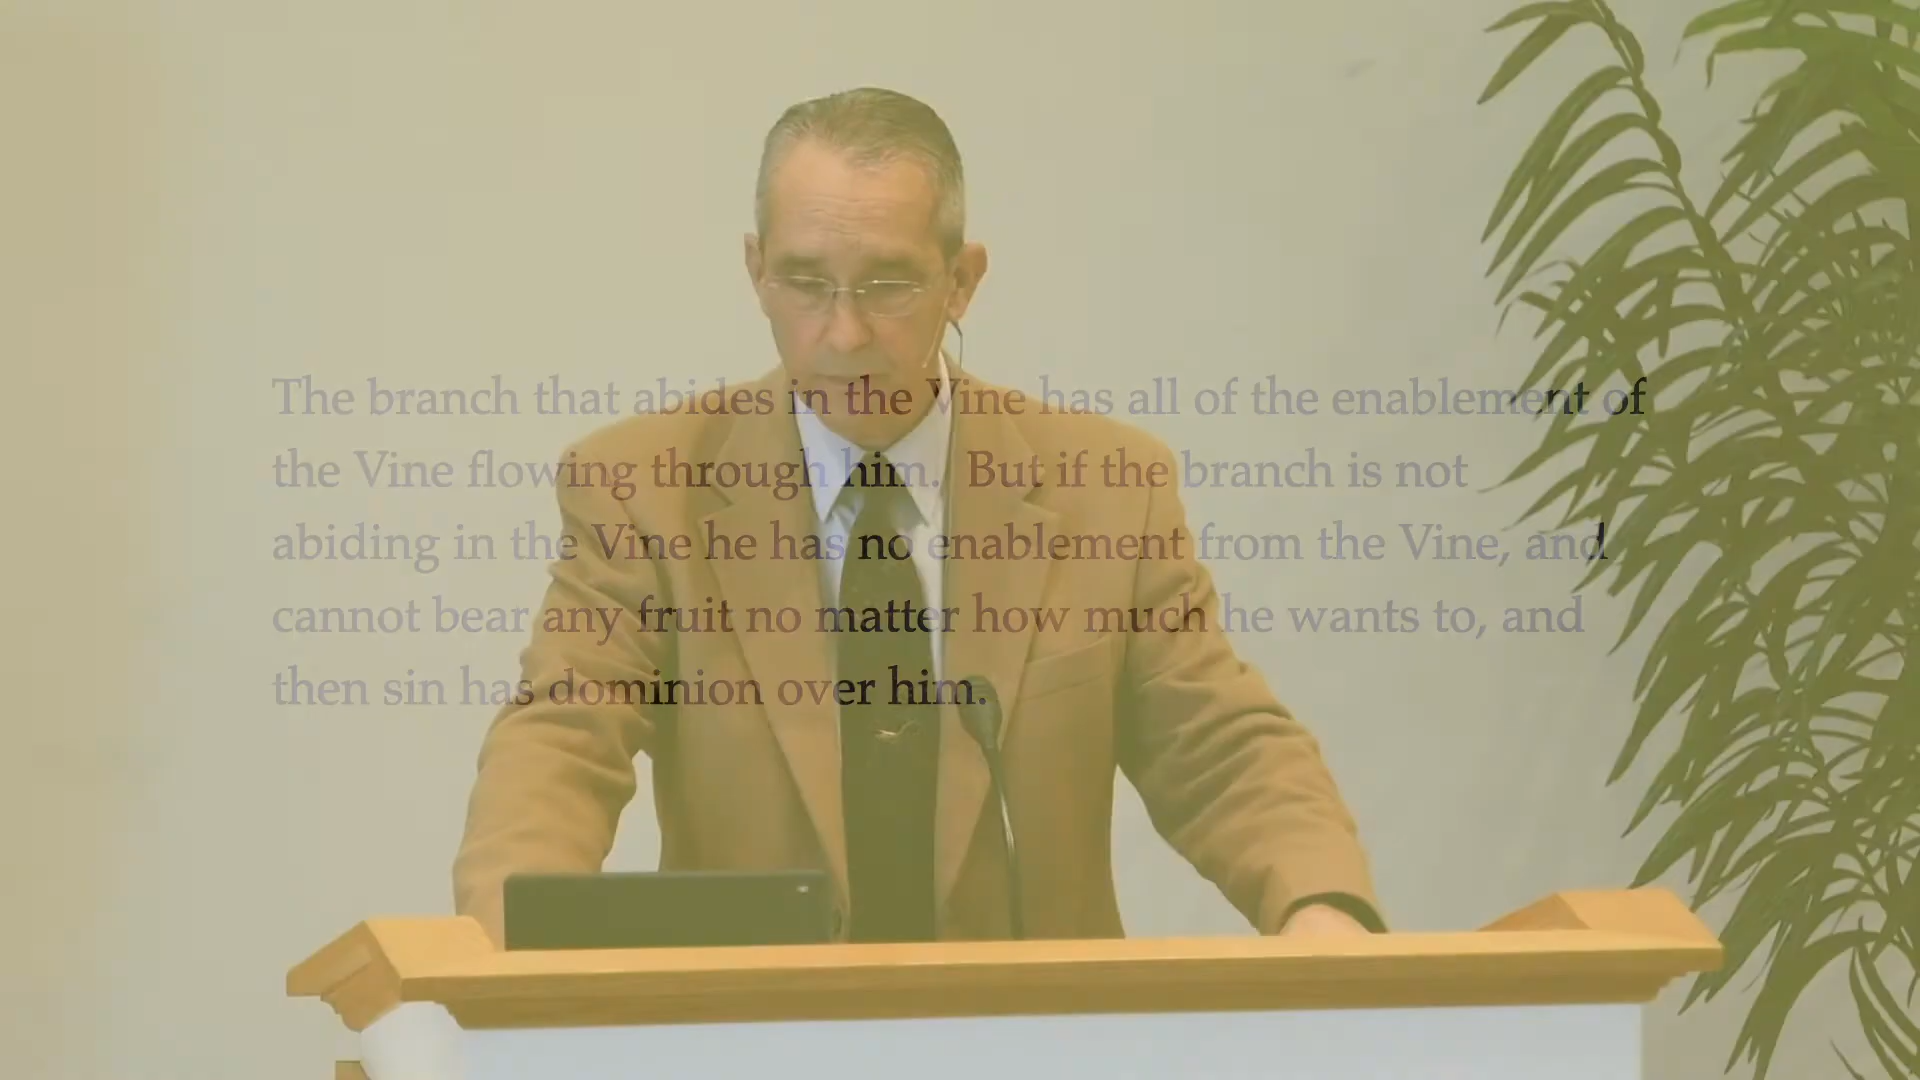 The branch that abides in the Vine has all of the enablement of
the Vine flowing through him.  But if the branch is not
abiding in the Vine he has no enablement from the Vine, and
cannot bear any fruit no matter how much he wants to, and
then sin has dominion over him.